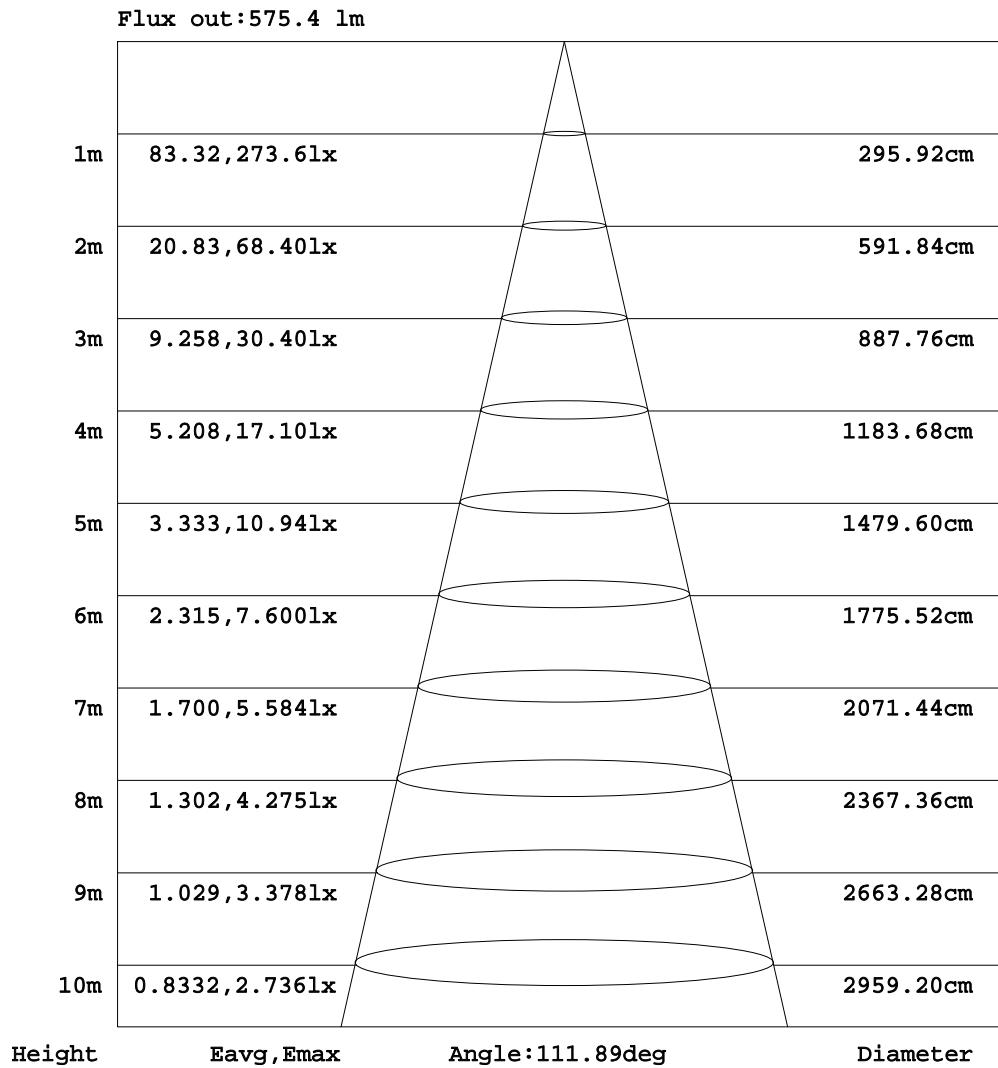 Flux out:575.4 lm
1m 83.32,273.6lx 295.92cm
2m 20.83,68.40lx 591.84cm
3m 9.258,30.40lx 887.76cm
4m 5.208,17.10lx 1183.68cm
5m 3.333,10.94lx 1479.60cm
6m 2.315,7.600lx 1775.52cm
7m 1.700,5.584lx 2071.44cm
8m 1.302,4.275lx 2367.36cm
9m 1.029,3.378lx 2663.28cm
10m 0.8332,2.736lx 2959.20cm
Height Eavg,Emax Angle:111.89deg Diameter